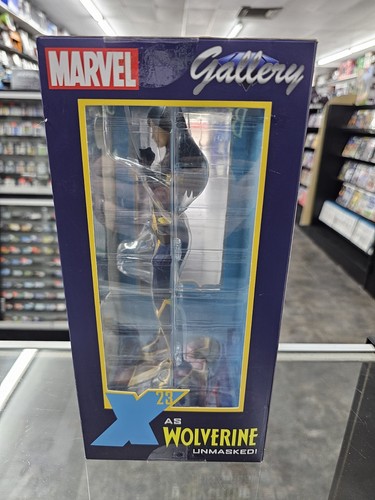 MARVEL
Gallery
X 23
AS
WOLVERINE
UNMASKED!